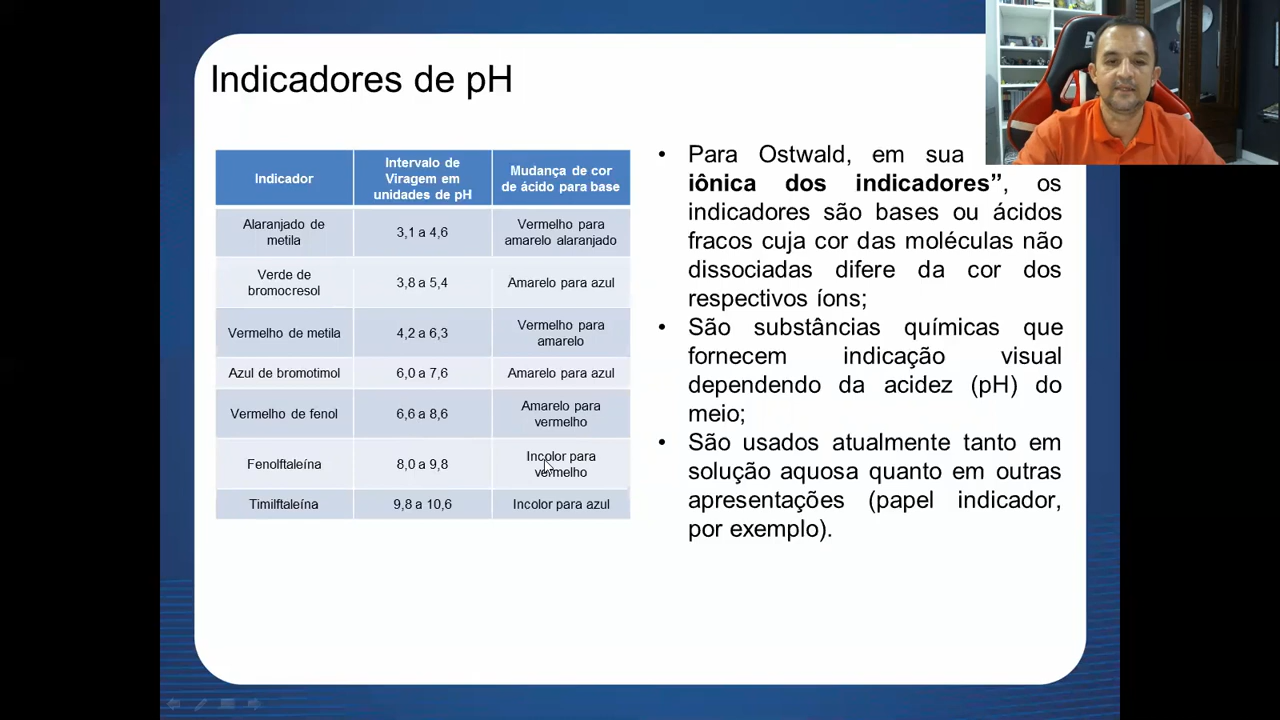 Indicadores de pH
Indicador
Intervalo de
Viragem em
unidades de pH
Mudança de cor
de ácido para base
Alaranjado de
metila
3,1 a 4,6
Vermelho para
amarelo alaranjado
Verde de
bromocresol
3,8 a 5,4
Amarelo para azul
Vermelho de metila
4,2 a 6,3
Vermelho para
amarelo
Azul de bromotimol
6,0 a 7,6
Amarelo para azul
Vermelho de fenol
6,6 a 8,6
Amarelo para
vermelho
Fenolftaleína
8,0 a 9,8
Incolor para
vermelho
Timilftaleína
9,8 a 10,6
Incolor para azul
• Para Ostwald, em sua
iônica dos indicadores”, os
indicadores são bases ou ácidos
fracos cuja cor das moléculas não
dissociadas difere da cor dos
respectivos íons;
• São substâncias químicas que
fornecem indicação visual
dependendo da acidez (pH) do
meio;
• São usados atualmente tanto em
solução aquosa quanto em outras
apresentações (papel indicador,
por exemplo).